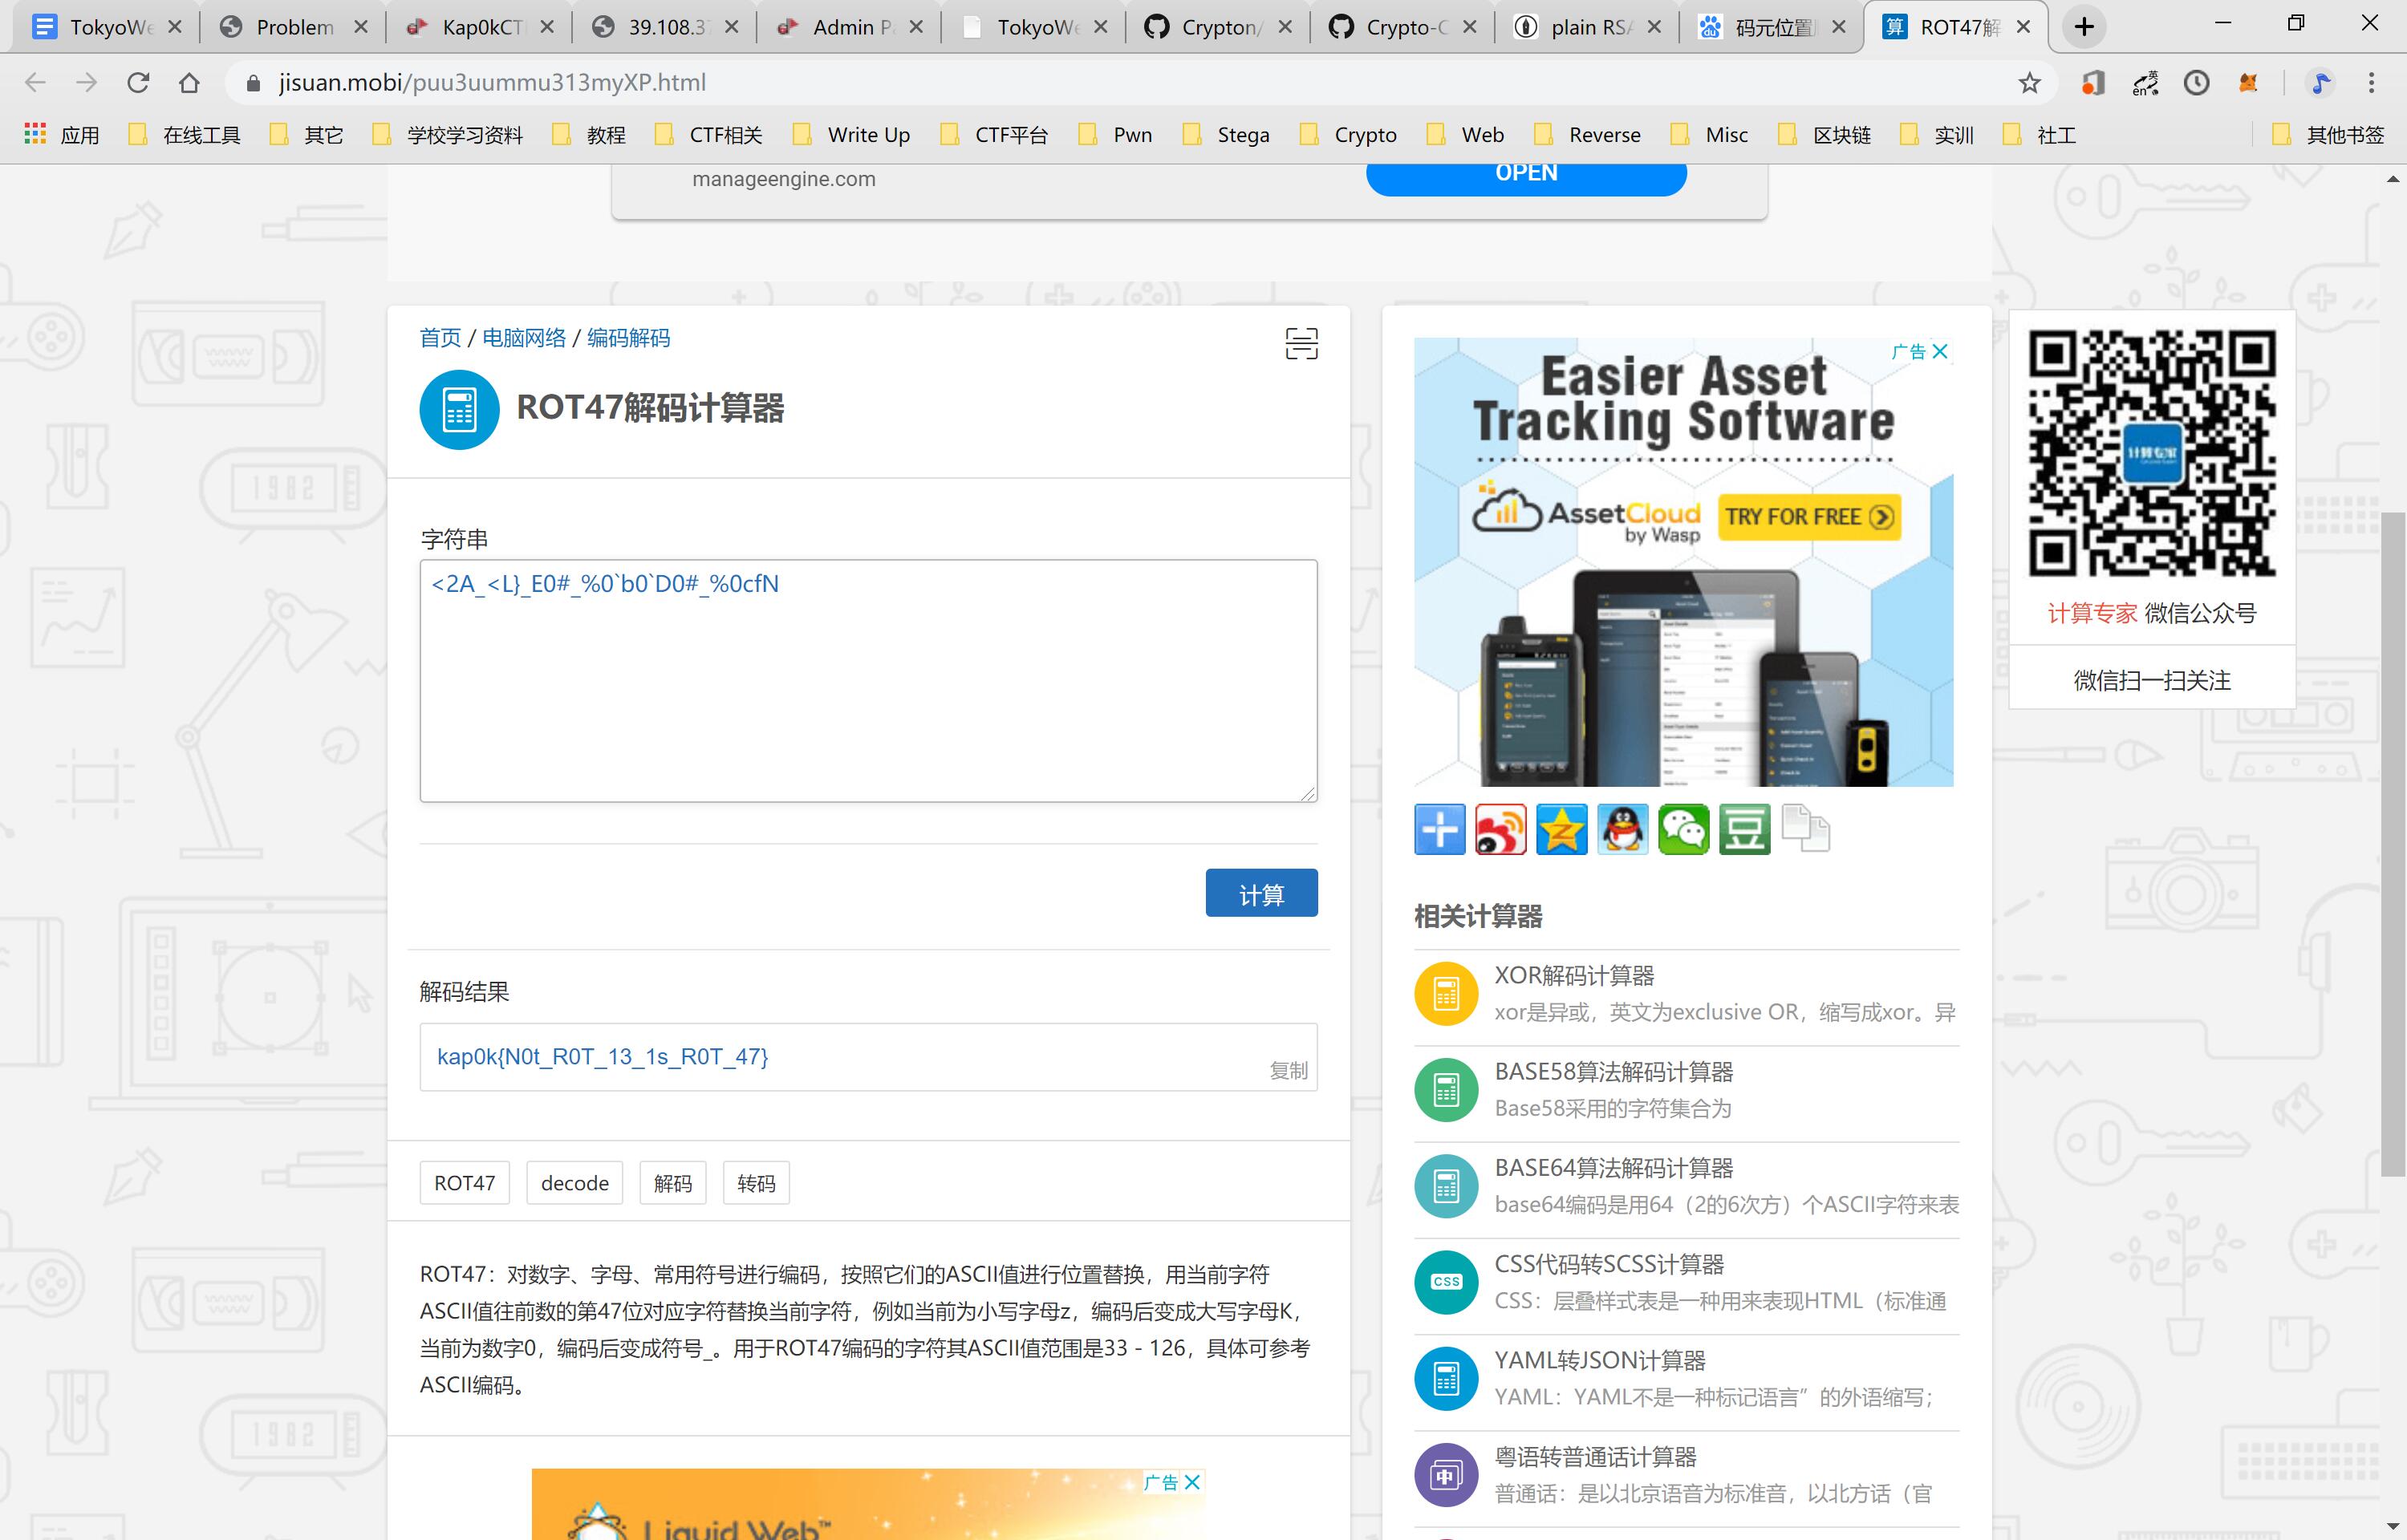 TokyoWe
Problem
Kap0kCT
39.108.37
Admin P
TokyoWe
Crypton/
Crypto-C
plain RSA
码元位置
算 ROT47解
jisuan.mobi/puu3uummu313myXP.html
应用 在线工具 其它 学校学习资料 教程 CTF相关 Write Up CTF平台 Pwn Stega Crypto Web Reverse Misc 区块链 实训 社工 其他书签
manageengine.com
OPEN
首页 / 电脑网络 / 编码解码
ROT47解码计算器
字符串
<2A_<L}_E0#_%0`b0`D0#_%0cfN
计算
解码结果
kap0k{N0t_R0T_13_1s_R0T_47}
复制
ROT47 decode 解码 转码
ROT47：对数字、字母、常用符号进行编码，按照它们的ASCII值进行位置替换，用当前字符
ASCII值往前数的第47位对应字符替换当前字符，例如当前为小写字母z，编码后变成大写字母K，
当前为数字0，编码后变成符号_。用于ROT47编码的字符其ASCII值范围是33 - 126，具体可参考
ASCII编码。
广告
Liquid Web™
广告
Easier Asset
Tracking Software
AssetCloud
by Wasp
TRY FOR FREE
相关计算器
XOR解码计算器
xor是异或，英文为exclusive OR，缩写成xor。异
BASE58算法解码计算器
Base58采用的字符集合为
BASE64算法解码计算器
base64编码是用64（2的6次方）个ASCII字符来表
CSS
CSS代码转SCSS计算器
CSS：层叠样式表是一种用来表现HTML（标准通
YAML转JSON计算器
YAML：YAML不是一种标记语言”的外语缩写；
中
粤语转普通话计算器
普通话：是以北京语音为标准音，以北方话（官
计算专家
计算专家 微信公众号
微信扫一扫关注
1982
1982